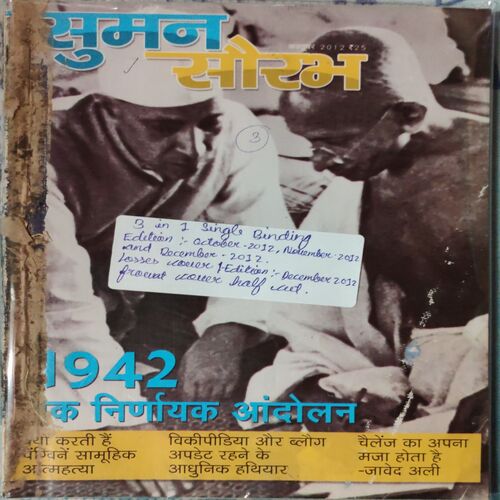 सुमन
सौरभ
2012 ₹25
3
3 in 1 Single Binding
Edition :- October-2012, November-2012
and December-2012.
Losses cover Edition :- December 2012
front cover half cut.
1942
क निर्णायक आंदोलन
करती हैं
सामूहिक
आत्महत्या
विकीपीडिया और ब्लॉग
अपडेट रहने के
आधुनिक हथियार
चैलेंज का अपना
मजा होता है
-जावेद अली